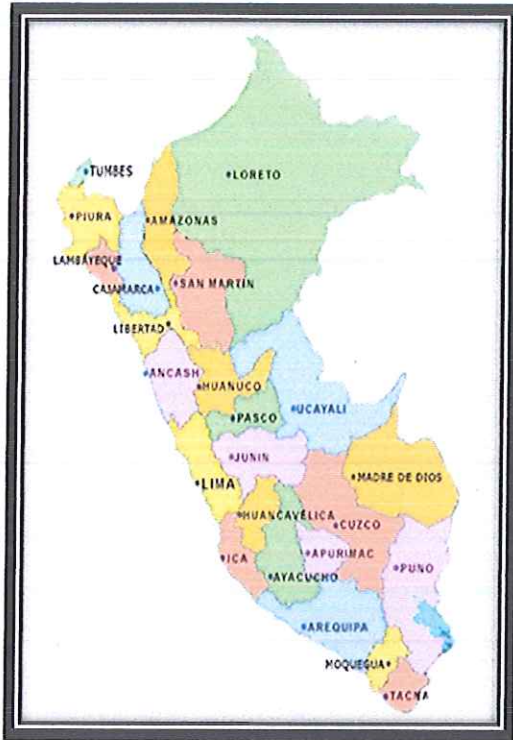 TUMBES
LORETO
PIURA
AMAZONAS
LAMBAYEQUE
CAJAMARCA
SAN MARTIN
LIBERTAD
ANCASH
HUANUCO
UCAYALI
PASCO
JUNIN
LIMA
MADRE DE DIOS
HUANCAVÉLICA
CUZCO
ICA
APURIMAC
PUNO
AYACUCHO
AREQUIPA
MOQUEGUA
TACNA